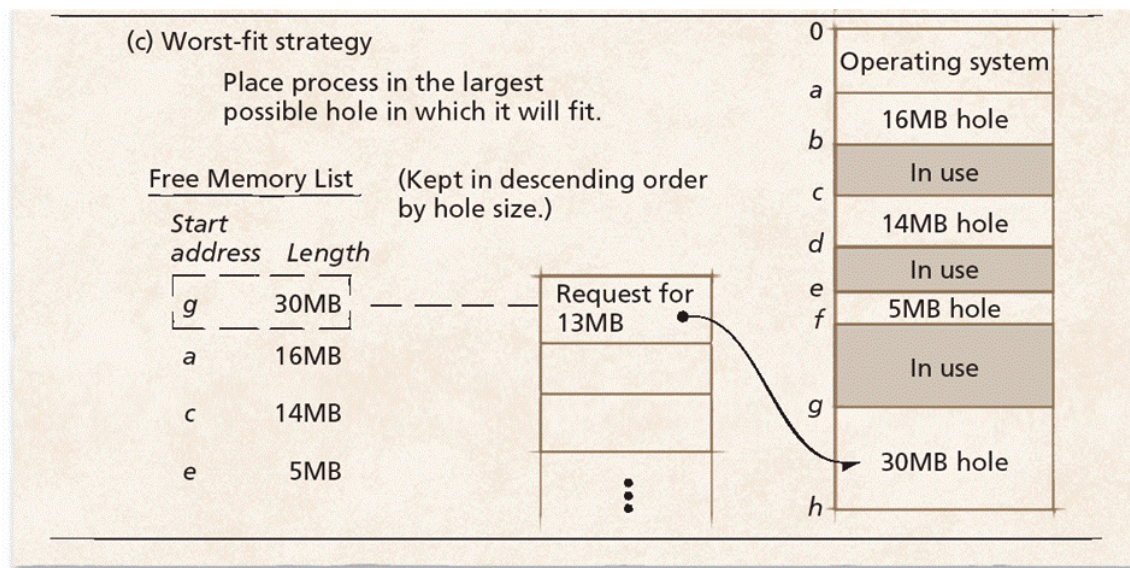 (c) Worst-fit strategy
Place process in the largest
possible hole in which it will fit.
Free Memory List
(Kept in descending order
by hole size.)
Start
address Length
g 30MB
a 16MB
c 14MB
e 5MB
Request for
13MB
0
Operating system
a
16MB hole
b
In use
c
14MB hole
d
In use
e
5MB hole
f
In use
g
30MB hole
h